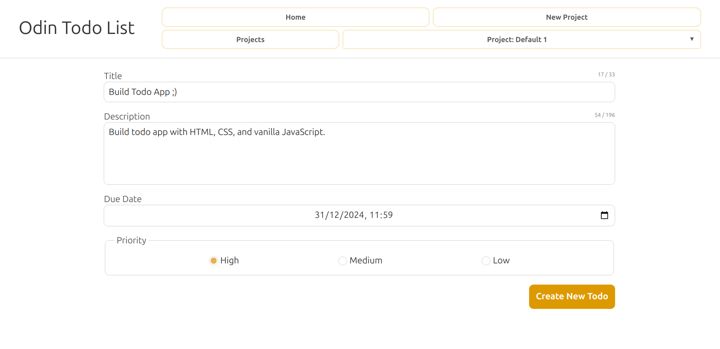 Odin Todo List
Home
New Project
Projects
Project: Default 1
Title
17 / 33
Build Todo App ;)
Description
54 / 196
Build todo app with HTML, CSS, and vanilla JavaScript.
Due Date
31/12/2024, 11:59
Priority
High
Medium
Low
Create New Todo